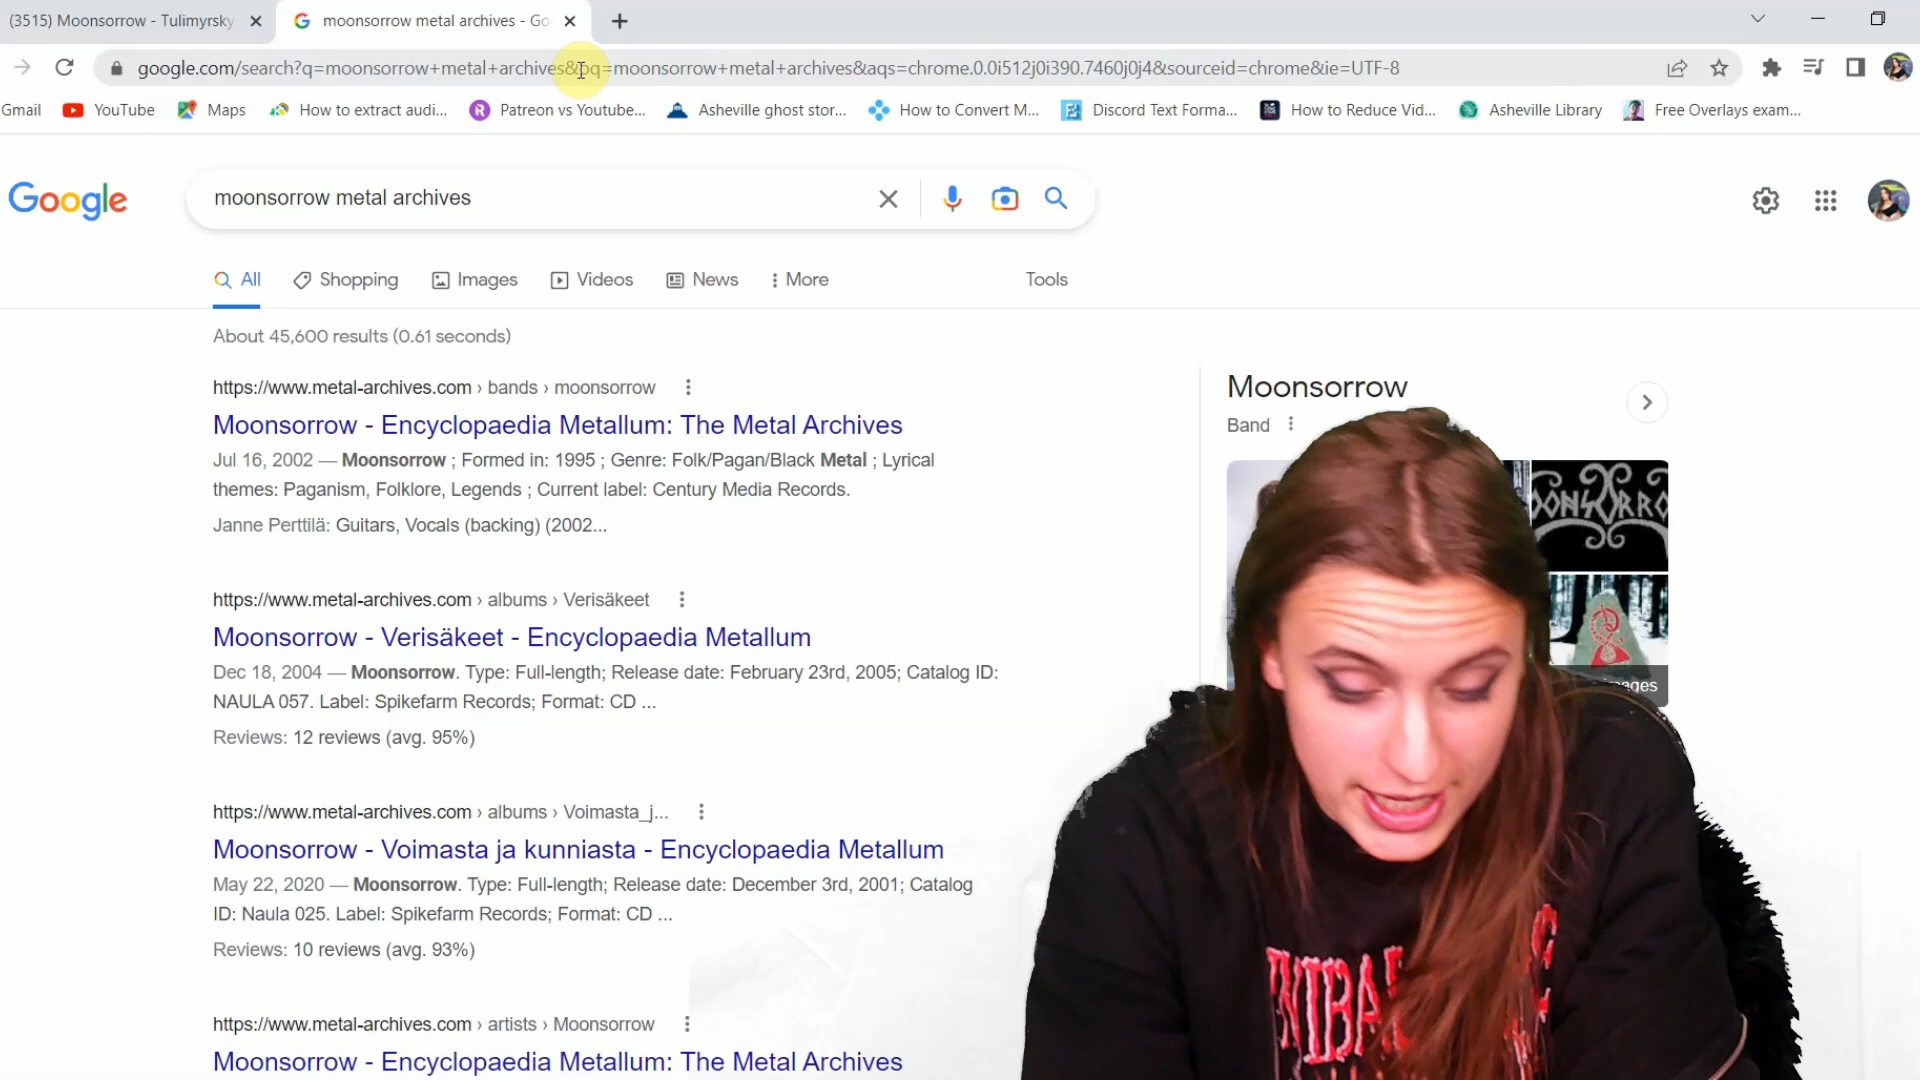 (3515) Moonsorrow - Tulimyrsky
moonsorrow metal archives - Go
google.com/search?q=moonsorrow+metal+archives&oq=moonsorrow+metal+archives&aqs=chrome.0.0i512j0i390.7460j0j4&sourceid=chrome&ie=UTF-8
Gmail YouTube Maps How to extract audi... Patreon vs Youtube... Asheville ghost stor... How to Convert M... Discord Text Forma... How to Reduce Vid... Asheville Library Free Overlays exam...
Google
moonsorrow metal archives
All Shopping Images Videos News More Tools
About 45,600 results (0.61 seconds)
https://www.metal-archives.com › bands › moonsorrow
Moonsorrow - Encyclopaedia Metallum: The Metal Archives
Jul 16, 2002 — Moonsorrow ; Formed in: 1995 ; Genre: Folk/Pagan/Black Metal ; Lyrical
themes: Paganism, Folklore, Legends ; Current label: Century Media Records.
Janne Perttilä: Guitars, Vocals (backing) (2002...
https://www.metal-archives.com › albums › Verisäkeet
Moonsorrow - Verisäkeet - Encyclopaedia Metallum
Dec 18, 2004 — Moonsorrow. Type: Full-length; Release date: February 23rd, 2005; Catalog ID:
NAULA 057. Label: Spikefarm Records; Format: CD ...
Reviews: 12 reviews (avg. 95%)
https://www.metal-archives.com › albums › Voimasta_j...
Moonsorrow - Voimasta ja kunniasta - Encyclopaedia Metallum
May 22, 2020 — Moonsorrow. Type: Full-length; Release date: December 3rd, 2001; Catalog
ID: Naula 025. Label: Spikefarm Records; Format: CD ...
Reviews: 10 reviews (avg. 93%)
https://www.metal-archives.com › artists › Moonsorrow
Moonsorrow - Encyclopaedia Metallum: The Metal Archives
Moonsorrow
Band